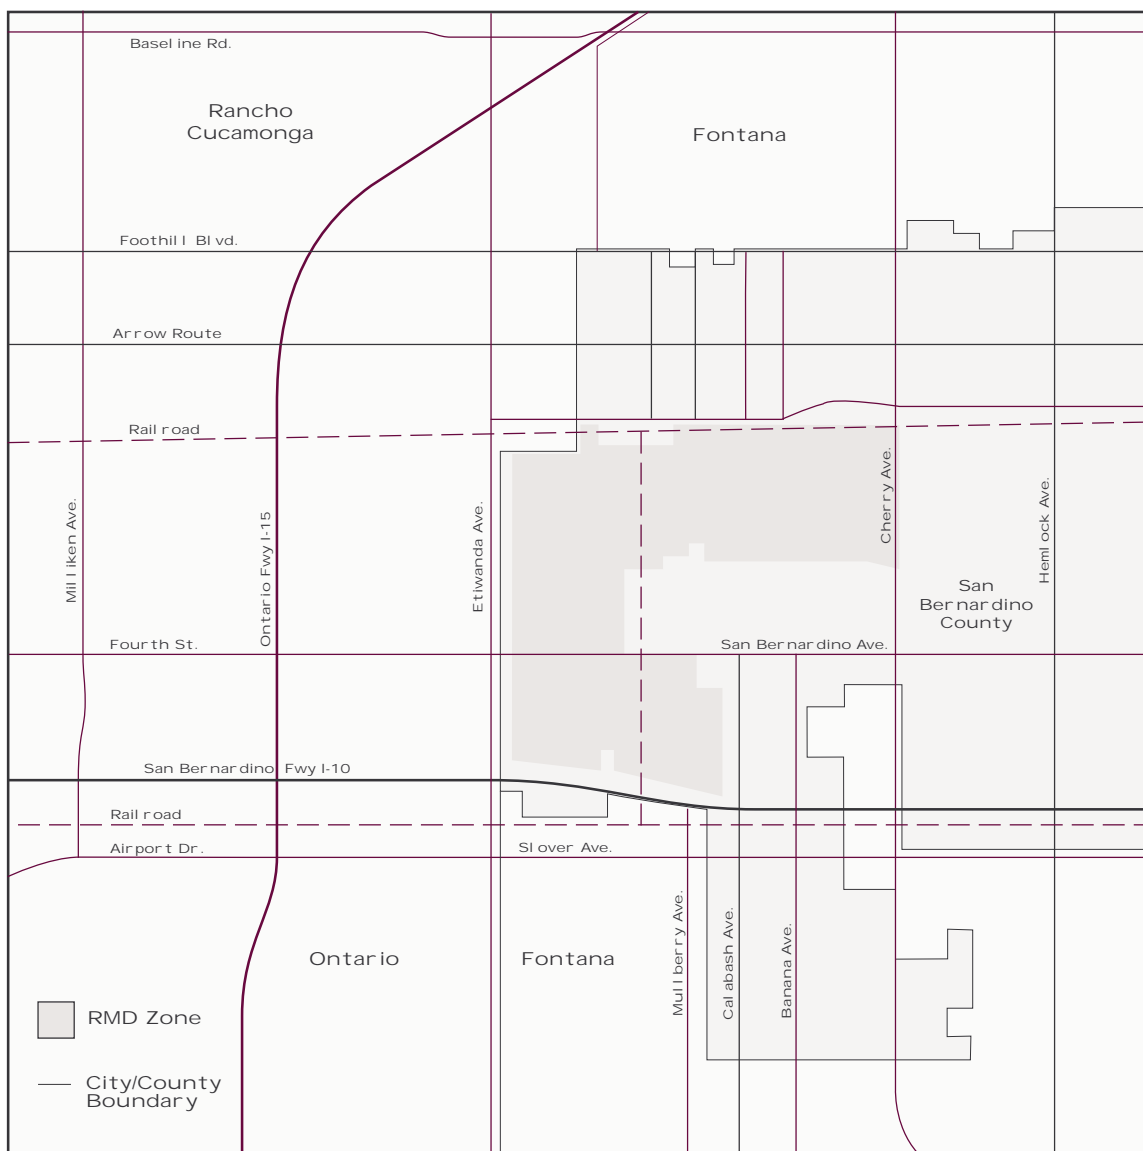 Baseline Rd.
Rancho
Cucamonga
Fontana
Foothill Blvd.
Arrow Route
Railroad
Milliken Ave.
Ontario Fwy I-15
Etiwanda Ave.
Cherry Ave.
Hemlock Ave.
San
Bernardino
County
Fourth St.
San Bernardino Ave.
San Bernardino Fwy I-10
Railroad
Airport Dr.
Slover Ave.
Mullberry Ave.
Calabash Ave.
Banana Ave.
Ontario
Fontana
RMD Zone
City/County
Boundary